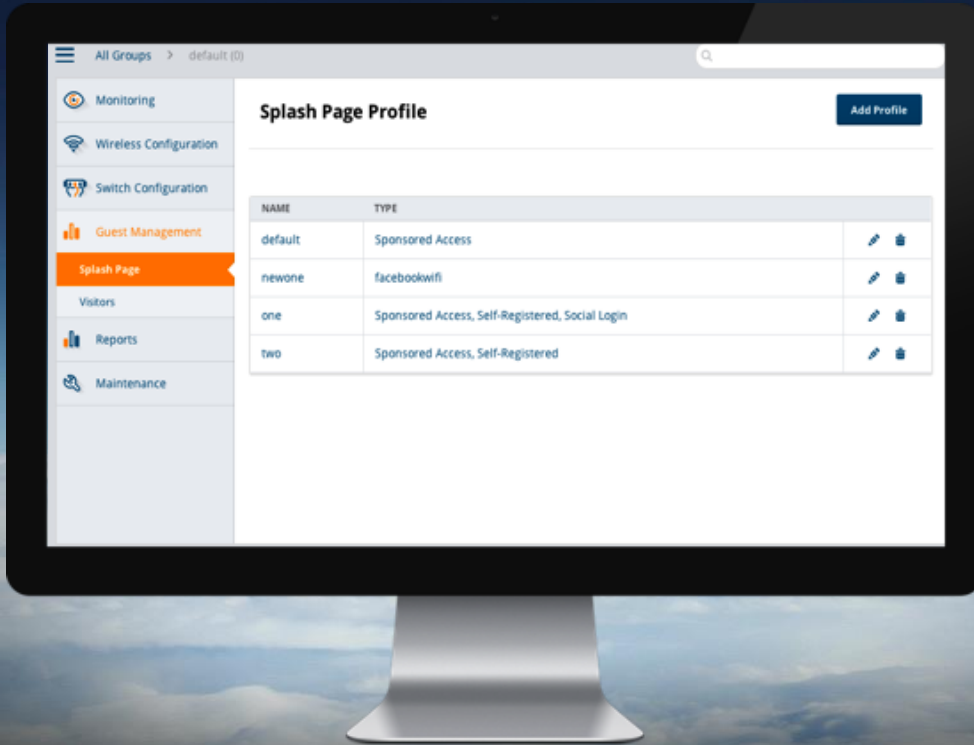 All Groups > default (0)
Monitoring
Wireless Configuration
Switch Configuration
Guest Management
Splash Page
Visitors
Reports
Maintenance
Splash Page Profile
Add Profile
NAME TYPE
default Sponsored Access
newone facebookwifi
one Sponsored Access, Self-Registered, Social Login
two Sponsored Access, Self-Registered